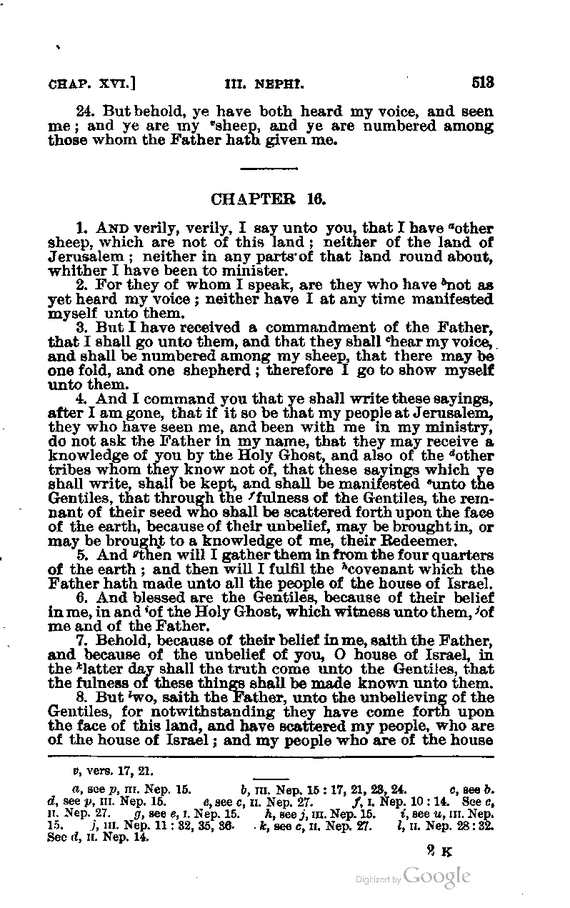 CHAP. XVI.] III. NEPHI. 513
24. But behold, ye have both heard my voice, and seen
me; and ye are my ᵛsheep, and ye are numbered among
those whom the Father hath given me.
CHAPTER 16.
1. AND verily, verily, I say unto you, that I have ᵃother
sheep, which are not of this land; neither of the land of
Jerusalem; neither in any parts of that land round about,
whither I have been to minister.
2. For they of whom I speak, are they who have ᵇnot as
yet heard my voice; neither have I at any time manifested
myself unto them.
3. But I have received a commandment of the Father,
that I shall go unto them, and that they shall ᶜhear my voice,
and shall be numbered among my sheep, that there may be
one fold, and one shepherd; therefore I go to show myself
unto them.
4. And I command you that ye shall write these sayings,
after I am gone, that if it so be that my people at Jerusalem,
they who have seen me, and been with me in my ministry,
do not ask the Father in my name, that they may receive a
knowledge of you by the Holy Ghost, and also of the ᵈother
tribes whom they know not of, that these sayings which ye
shall write, shall be kept, and shall be manifested ᵉunto the
Gentiles, that through the ᶠfulness of the Gentiles, the rem-
nant of their seed who shall be scattered forth upon the face
of the earth, because of their unbelief, may be brought in, or
may be brought to a knowledge of me, their Redeemer.
5. And ᵍthen will I gather them in from the four quarters
of the earth; and then will I fulfil the ʰcovenant which the
Father hath made unto all the people of the house of Israel.
6. And blessed are the Gentiles, because of their belief
in me, in and ⁱof the Holy Ghost, which witness unto them, ʲof
me and of the Father.
7. Behold, because of their belief in me, saith the Father,
and because of the unbelief of you, O house of Israel, in
the ᵏlatter day shall the truth come unto the Gentiles, that
the fulness of these things shall be made known unto them.
8. But ˡwo, saith the Father, unto the unbelieving of the
Gentiles, for notwithstanding they have come forth upon
the face of this land, and have scattered my people, who are
of the house of Israel; and my people who are of the house
v, vers. 17, 21.
a, see p, III. Nep. 15. b, III. Nep. 15 : 17, 21, 23, 24. c, see b.
d, see p, III. Nep. 15. e, see c, II. Nep. 27. f, I. Nep. 10 : 14. See c,
II. Nep. 27. g, see e, I. Nep. 15. h, see j, III. Nep. 15. i, see u, III. Nep.
15. j, III. Nep. 11 : 32, 35, 36. k, see c, II. Nep. 27. l, II. Nep. 28 : 32.
See d, II. Nep. 14.
2 K
Digitized by Google